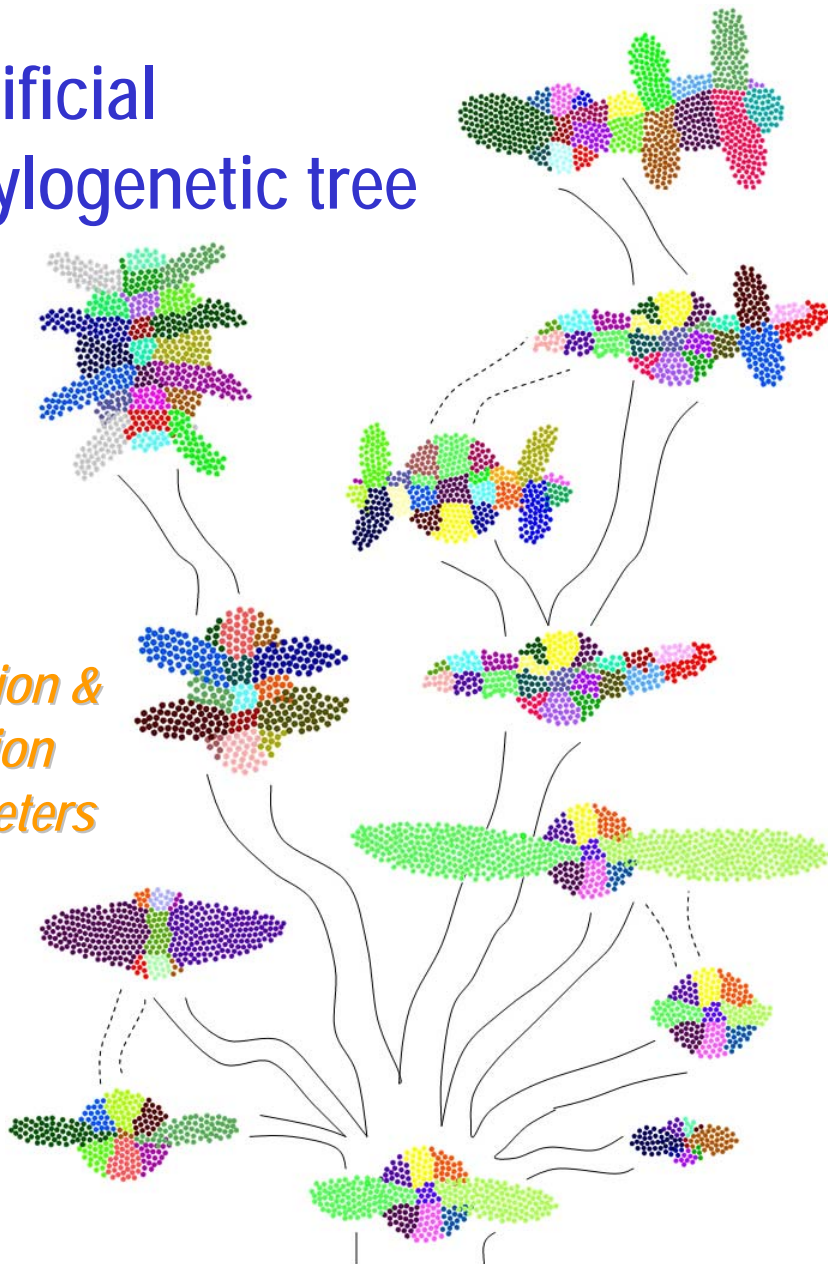 ificial
ylogenetic tree
ion &
ion
eters